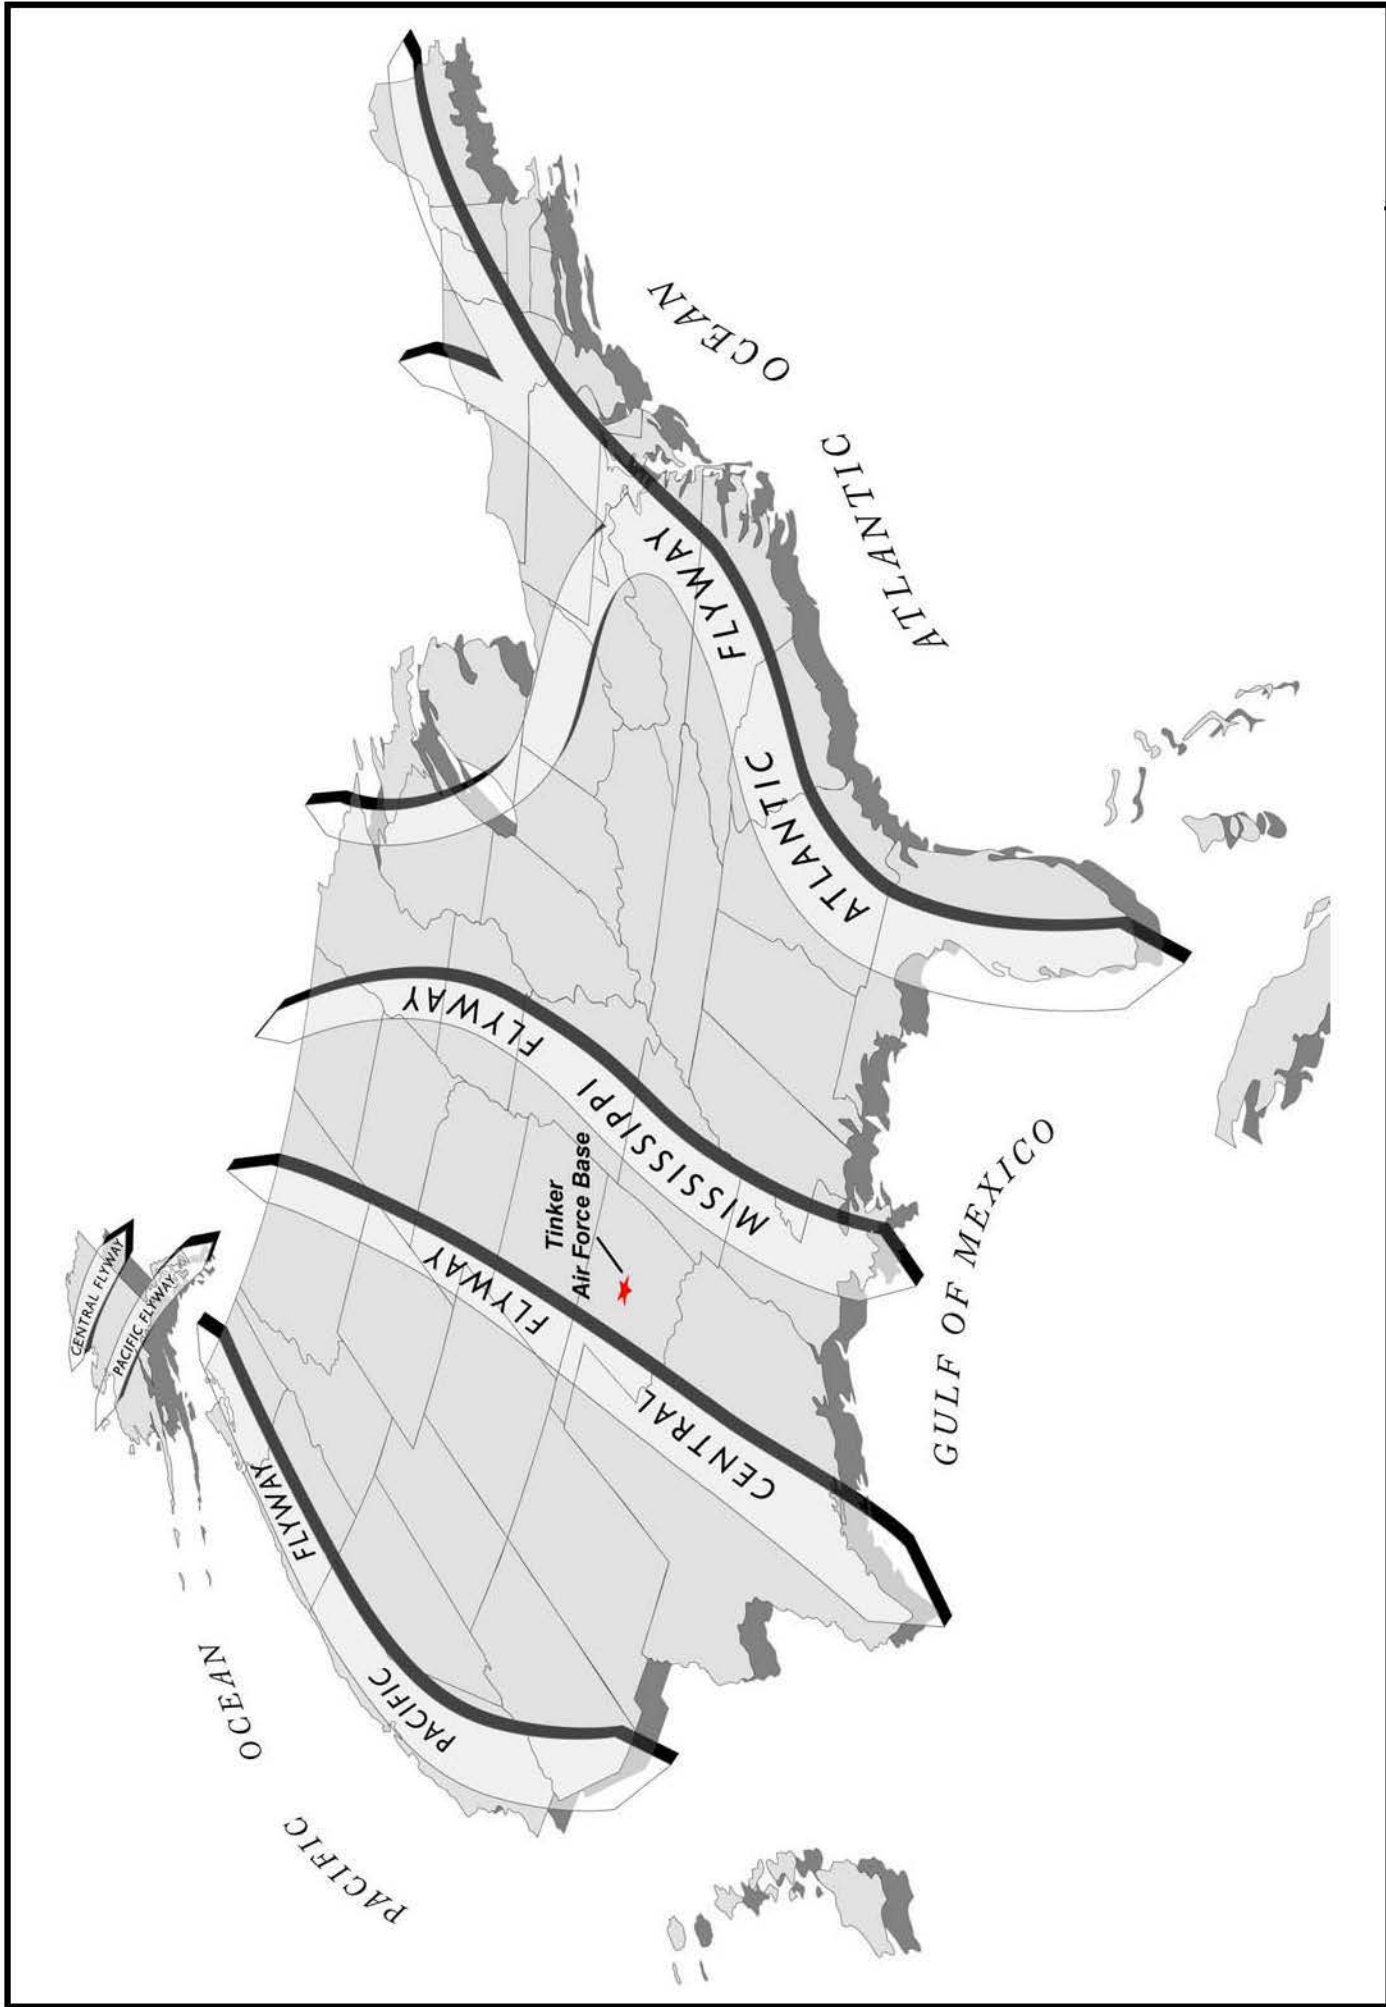 CENTRAL FLYWAY
PACIFIC FLYWAY
PACIFIC OCEAN
PACIFIC FLYWAY
CENTRAL FLYWAY
Tinker
Air Force Base
MISSISSIPPI FLYWAY
ATLANTIC FLYWAY
ATLANTIC OCEAN
GULF OF MEXICO